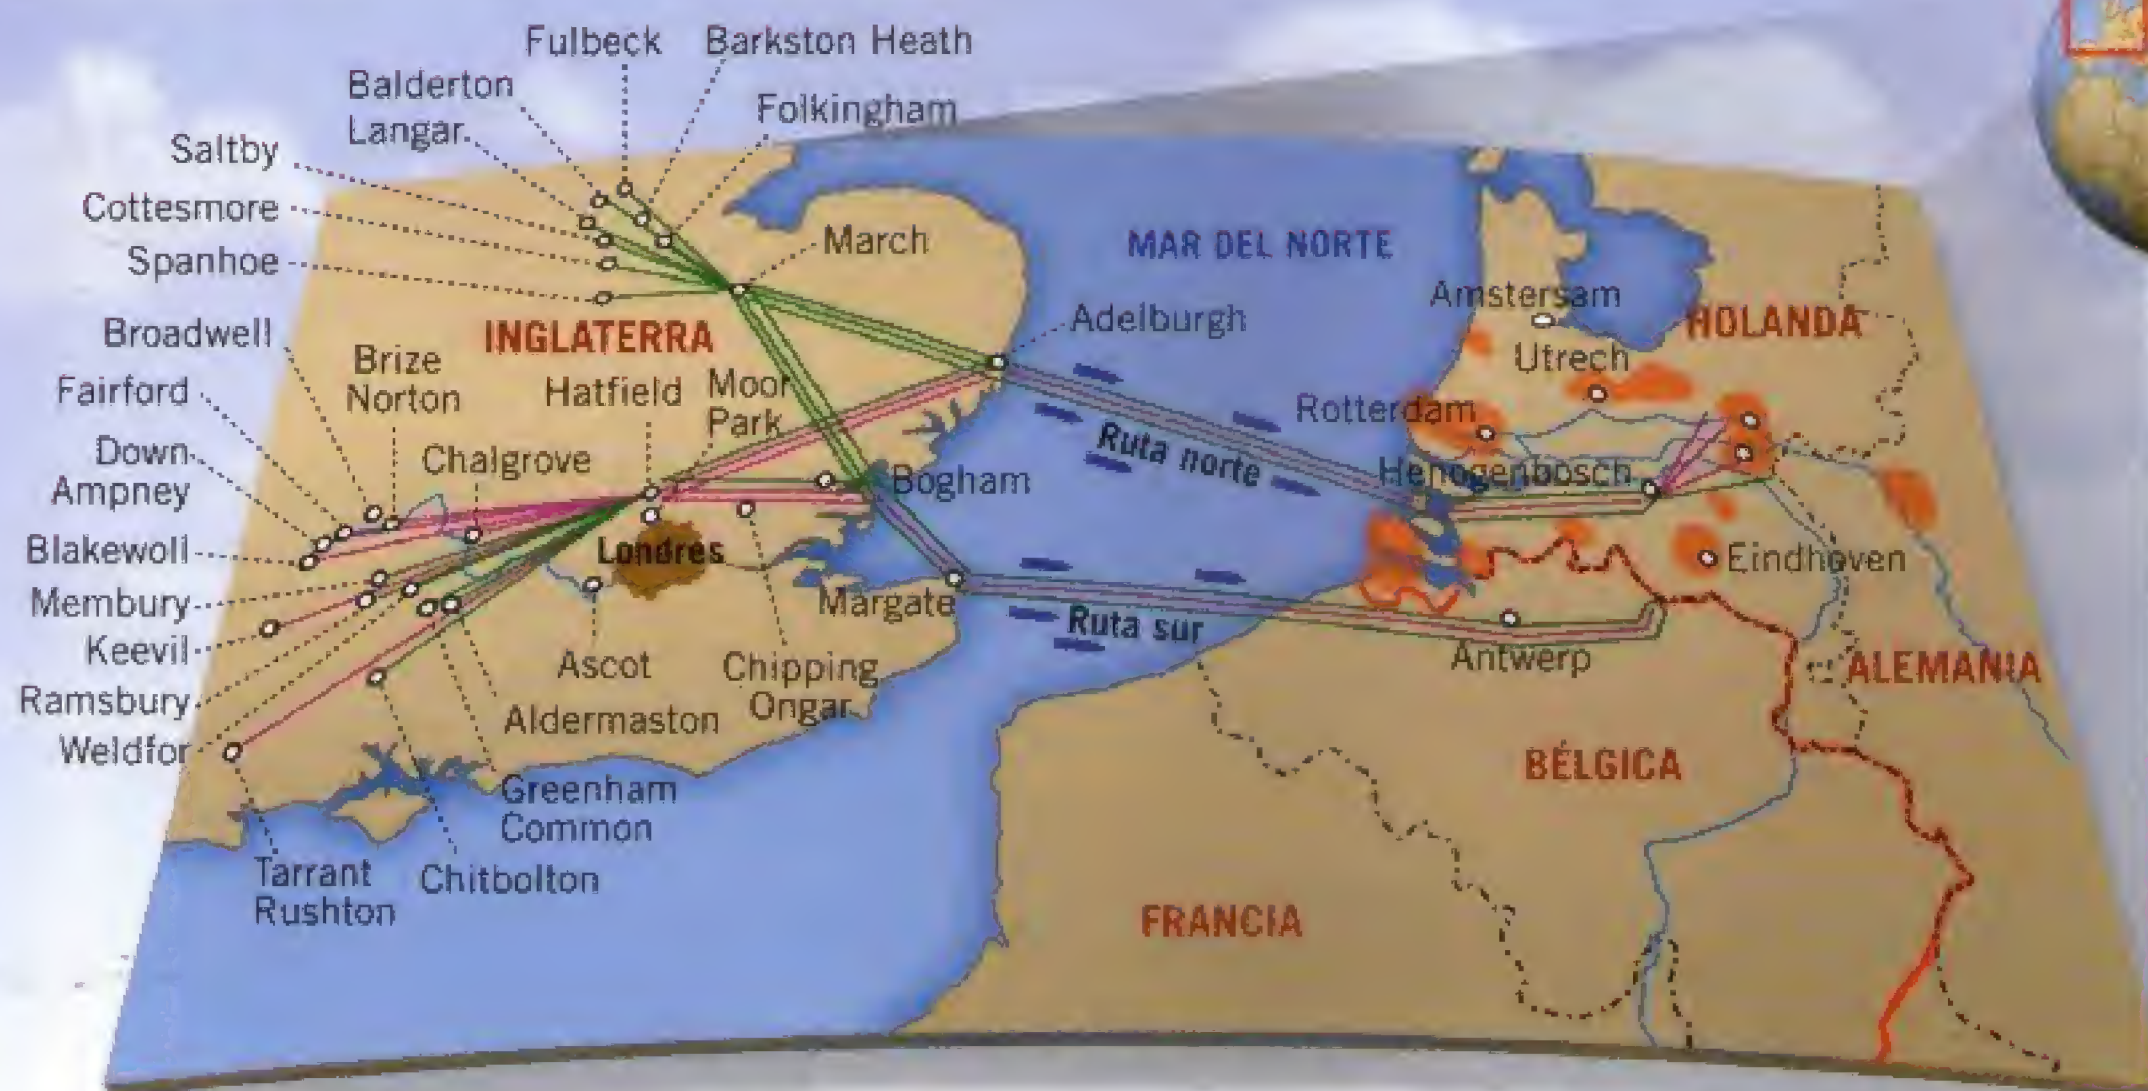 Fulbeck
Barkston Heath
Balderton
Folkingham
Langar
Saltby
Cottesmore
Spanhoe
March
MAR DEL NORTE
Adelburgh
Amstersam
HOLANDA
Broadwell
INGLATERRA
Brize
Norton
Hatfield
Moor
Park
Utrech
Fairford
Rotterdam
Ruta norte
Down
Ampney
Chalgrove
Bogham
Henogenbosch
Blakewoll
Londres
Eindhoven
Membury
Margate
Ruta sur
Keevil
Ascot
Chipping
Ongar
Antwerp
ALEMANIA
Ramsbury
Aldermaston
Weldfor
BÉLGICA
Greenham
Common
Tarrant
Rushton
Chitbolton
FRANCIA